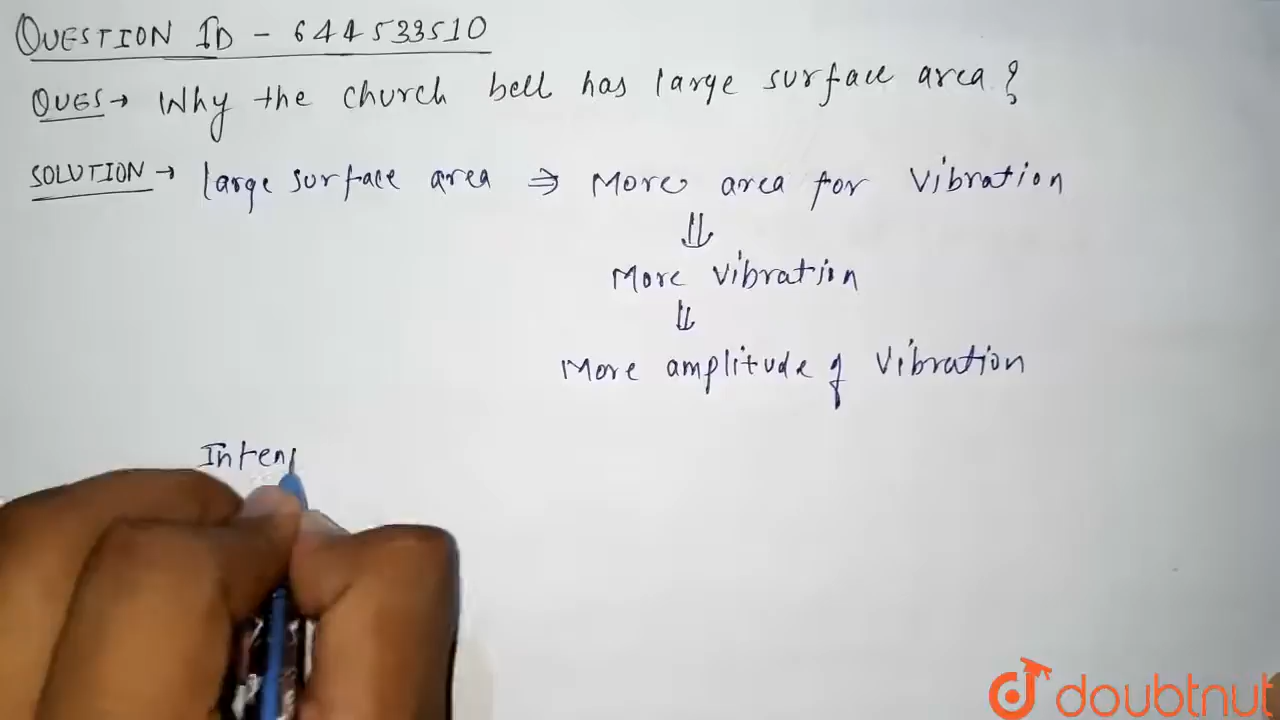 QUESTION ID - 644533510
QUES → Why the church bell has large surface area ?
SOLUTION → large surface area ⇒ More area for Vibration
⇓
More Vibration
⇓
More amplitude of Vibration
Inten
doubtnut